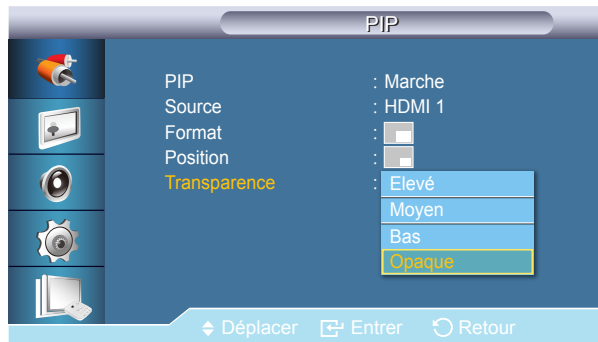 PIP
PIP : Marche
Source : HDMI 1
Format :
Position :
Transparence : Elevé
Moyen
Bas
Opaque
Déplacer Entrer Retour